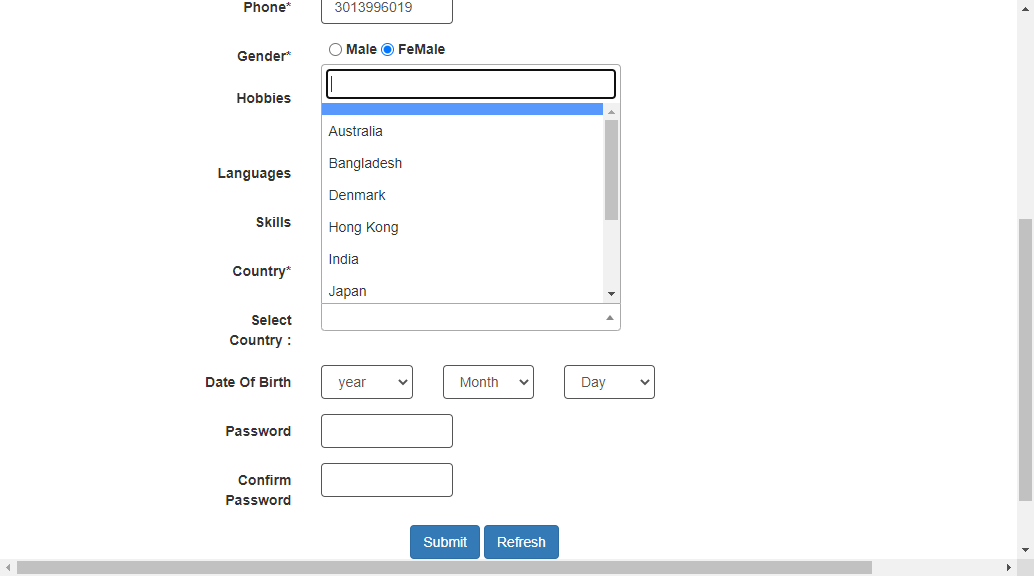 Phone*
3013996019
Gender*
Male FeMale
Hobbies
Australia
Bangladesh
Languages
Denmark
Skills
Hong Kong
India
Country*
Japan
Select
Country :
Date Of Birth
year Month Day
Password
Confirm
Password
Submit Refresh